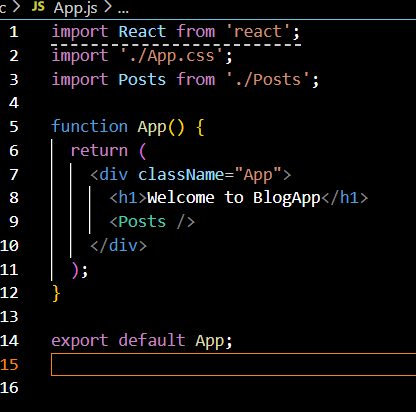 c > JS App.js > ...
1 import React from 'react';
2 import './App.css';
3 import Posts from './Posts';
4
5 function App() {
6 return (
7 <div className="App">
8 <h1>Welcome to BlogApp</h1>
9 <Posts />
10 </div>
11 );
12 }
13
14 export default App;
15
16